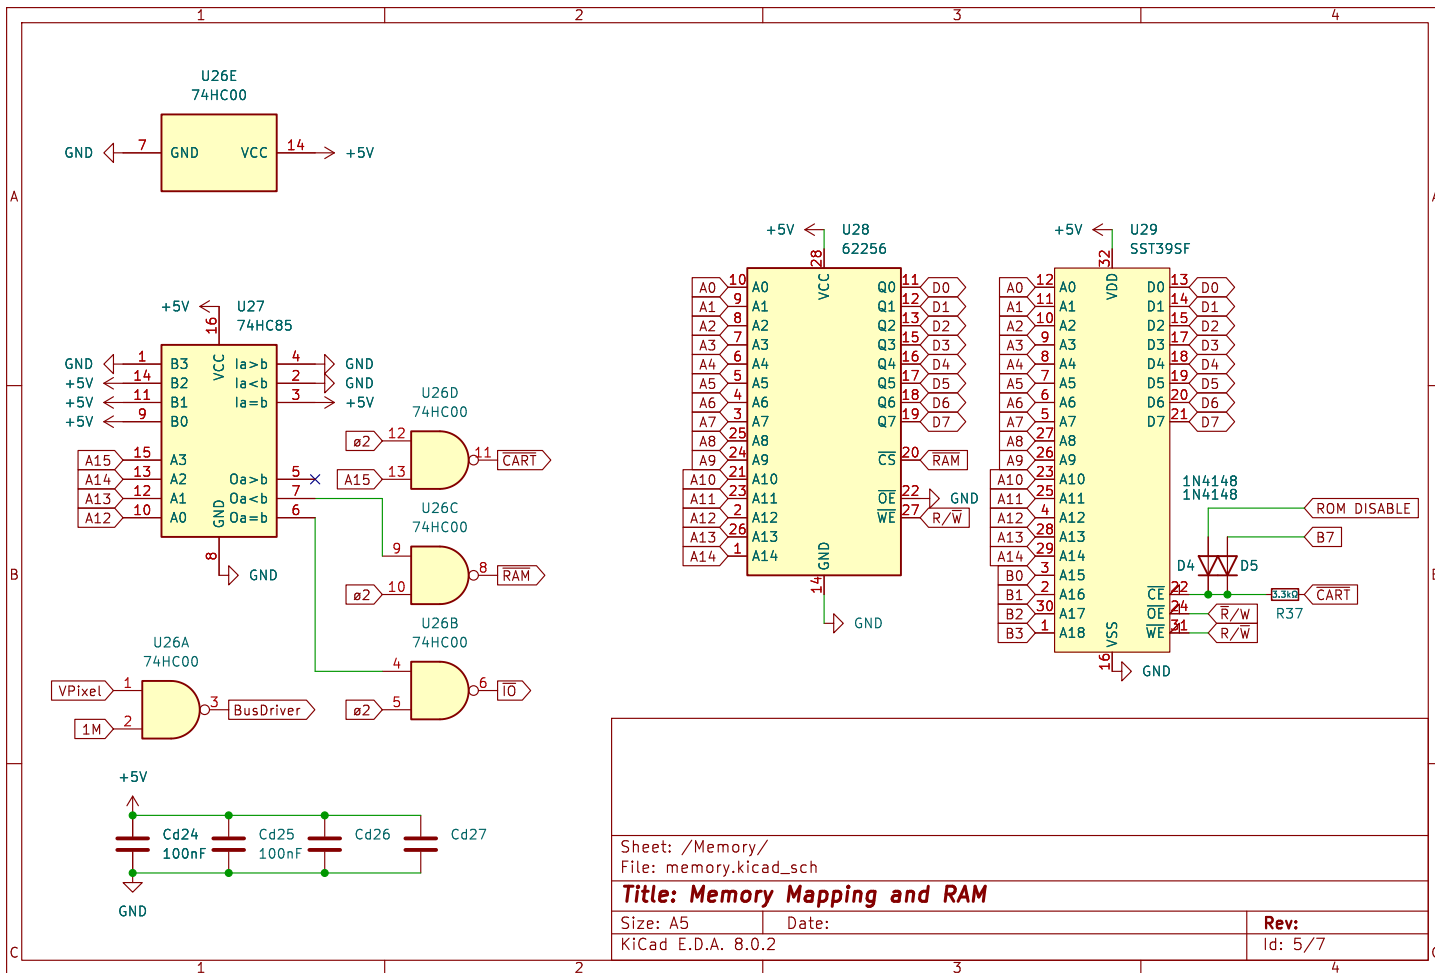 1 2 3 4
A
B
C
A
U26E
74HC00
GND 7 GND VCC 14 +5V
+5V
16
U27
74HC85
VCC
GND 1 B3 Ia>b 4 GND
+5V 14 B2 Ia<b 2 GND
+5V 11 B1 Ia=b 3 +5V
+5V 9 B0
A15 15 A3
A14 13 A2 Oa>b 5
A13 12 A1 Oa<b 7
A12 10 A0 Oa=b 6
GND
8
GND
U26D
74HC00
ø2 12
A15 13
11 CART
U26C
74HC00
9
ø2 10
8 RAM
U26B
74HC00
4
ø2 5
6 IO
U26A
74HC00
VPixel 1
1M 2
3 BusDriver
+5V
Cd24
100nF
Cd25
100nF
Cd26
Cd27
GND
+5V
28
U28
62256
VCC
A0 10 A0 Q0 11 D0
A1 9 A1 Q1 12 D1
A2 8 A2 Q2 13 D2
A3 7 A3 Q3 15 D3
A4 6 A4 Q4 16 D4
A5 5 A5 Q5 17 D5
A6 4 A6 Q6 18 D6
A7 3 A7 Q7 19 D7
A8 25 A8
A9 24 A9 CS 20 RAM
A10 21 A10
A11 23 A11 OE 22 GND
A12 2 A12 WE 27 R/W
A13 26 A13
A14 1 A14
GND
14
GND
+5V
32
U29
SST39SF
VDD
A0 12 A0 D0 13 D0
A1 11 A1 D1 14 D1
A2 10 A2 D2 15 D2
A3 9 A3 D3 17 D3
A4 8 A4 D4 18 D4
A5 7 A5 D5 19 D5
A6 6 A6 D6 20 D6
A7 5 A7 D7 21 D7
A8 27 A8
A9 26 A9
A10 23 A10
A11 25 A11
A12 4 A12
A13 28 A13
A14 29 A14
B0 3 A15
B1 2 A16 CE 22
B2 30 A17 OE 24 R/W
B3 1 A18 WE 31 R/W
VSS
16
GND
1N4148
1N4148
D4 D5
ROM DISABLE
B7
3.3kΩ
R37
CART
Sheet: /Memory/
File: memory.kicad_sch
Title: Memory Mapping and RAM
Size: A5 Date: Rev:
KiCad E.D.A. 8.0.2 Id: 5/7
1 2 3 4